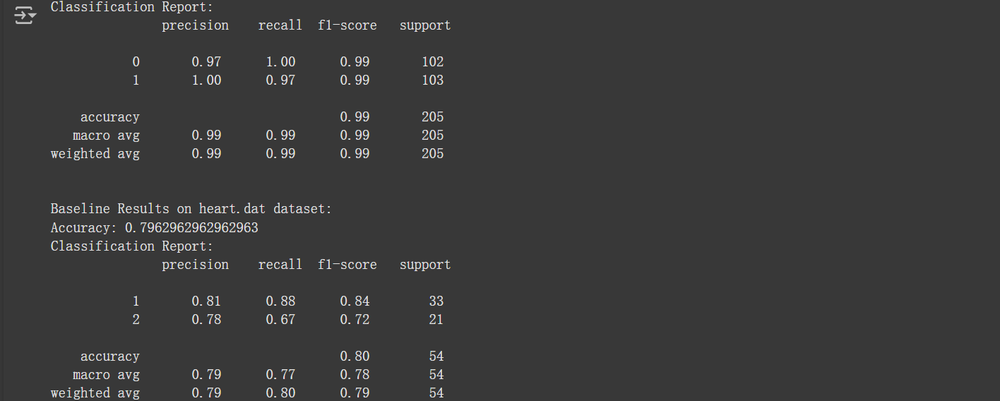 Classification Report:
precision recall f1-score support
0 0.97 1.00 0.99 102
1 1.00 0.97 0.99 103
accuracy 0.99 205
macro avg 0.99 0.99 0.99 205
weighted avg 0.99 0.99 0.99 205
Baseline Results on heart.dat dataset:
Accuracy: 0.7962962962962963
Classification Report:
precision recall f1-score support
1 0.81 0.88 0.84 33
2 0.78 0.67 0.72 21
accuracy 0.80 54
macro avg 0.79 0.77 0.78 54
weighted avg 0.79 0.80 0.79 54